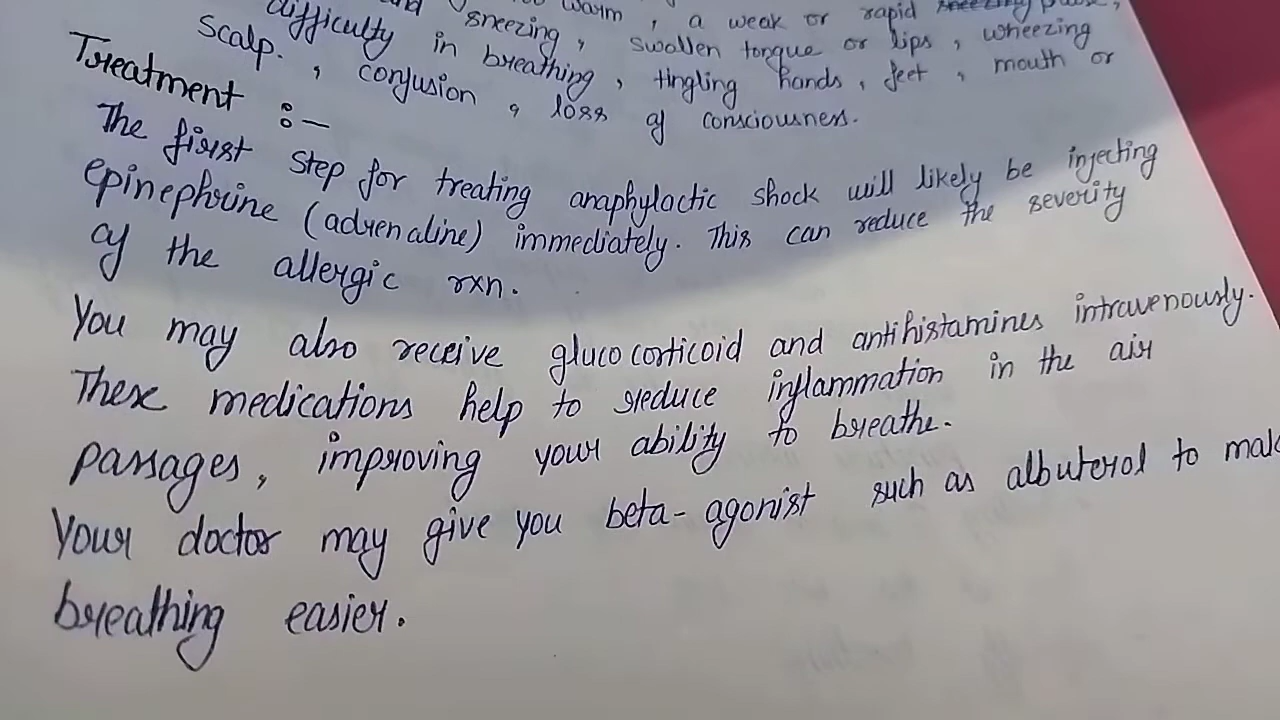 warm, a weak or rapid sneezing pulse,
sneezing, swollen tongue or lips, wheezing
difficulty in breathing, tingling hands, feet, mouth or
scalp., confusion, loss of consciousness.
Treatment :-
The first step for treating anaphylactic shock will likely be injecting
epinephrine (adrenaline) immediately. This can reduce the severity
of the allergic rxn.
You may also receive glucocorticoid and antihistamines intravenously.
These medications help to reduce inflammation in the air
passages, improving your ability to breathe.
Your doctor may give you beta-agonist such as albuterol to make
breathing easier.